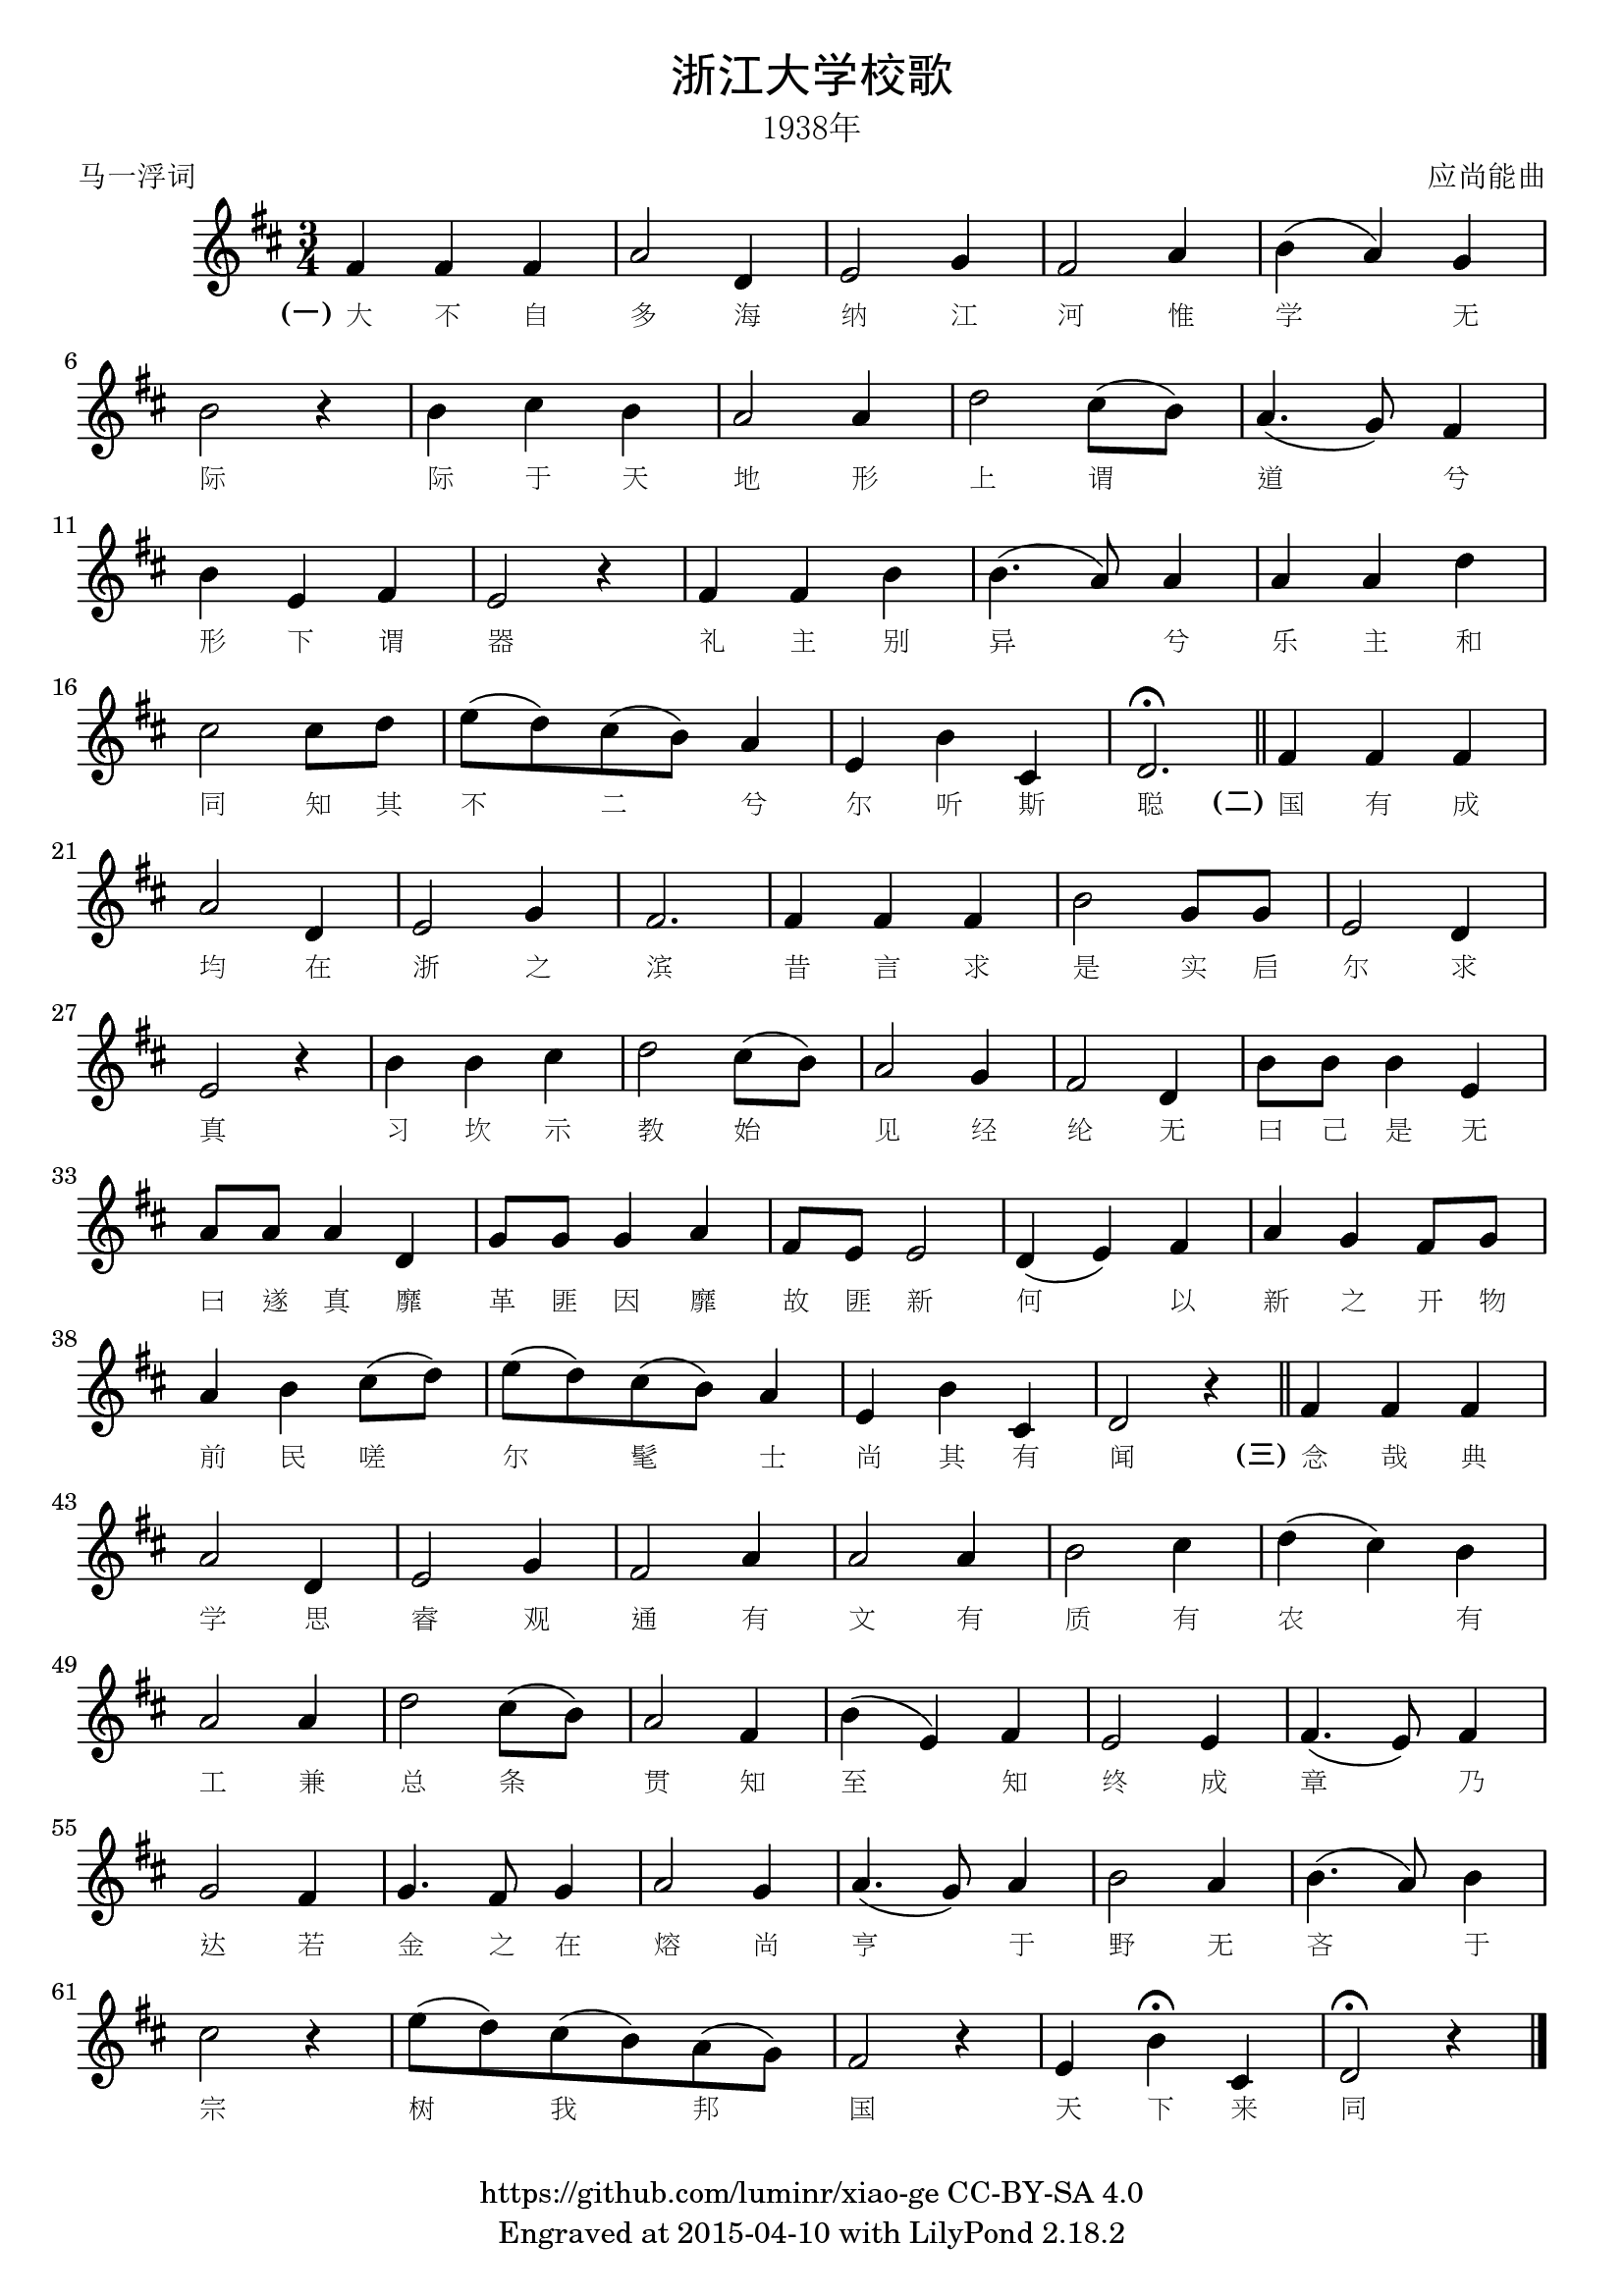 浙江大学校歌
1938年
马一浮词 应尚能曲
3
4
(一) 大 不 自 多 海 纳 江 河 惟 学 无
6
际 际 于 天 地 形 上 谓 道 兮
11
形 下 谓 器 礼 主 别 异 兮 乐 主 和
16
同 知 其 不 二 兮 尔 听 斯 聪 (二) 国 有 成
21
均 在 浙 之 滨 昔 言 求 是 实 启 尔 求
27
真 习 坎 示 教 始 见 经 纶 无 曰 己 是 无
33
曰 遂 真 靡 革 匪 因 靡 故 匪 新 何 以 新 之 开 物
38
前 民 嗟 尔 髦 士 尚 其 有 闻 (三) 念 哉 典
43
学 思 睿 观 通 有 文 有 质 有 农 有
49
工 兼 总 条 贯 知 至 知 终 成 章 乃
55
达 若 金 之 在 熔 尚 亨 于 野 无 吝 于
61
宗 树 我 邦 国 天 下 来 同
https://github.com/luminr/xiao-ge CC-BY-SA 4.0
Engraved at 2015-04-10 with LilyPond 2.18.2